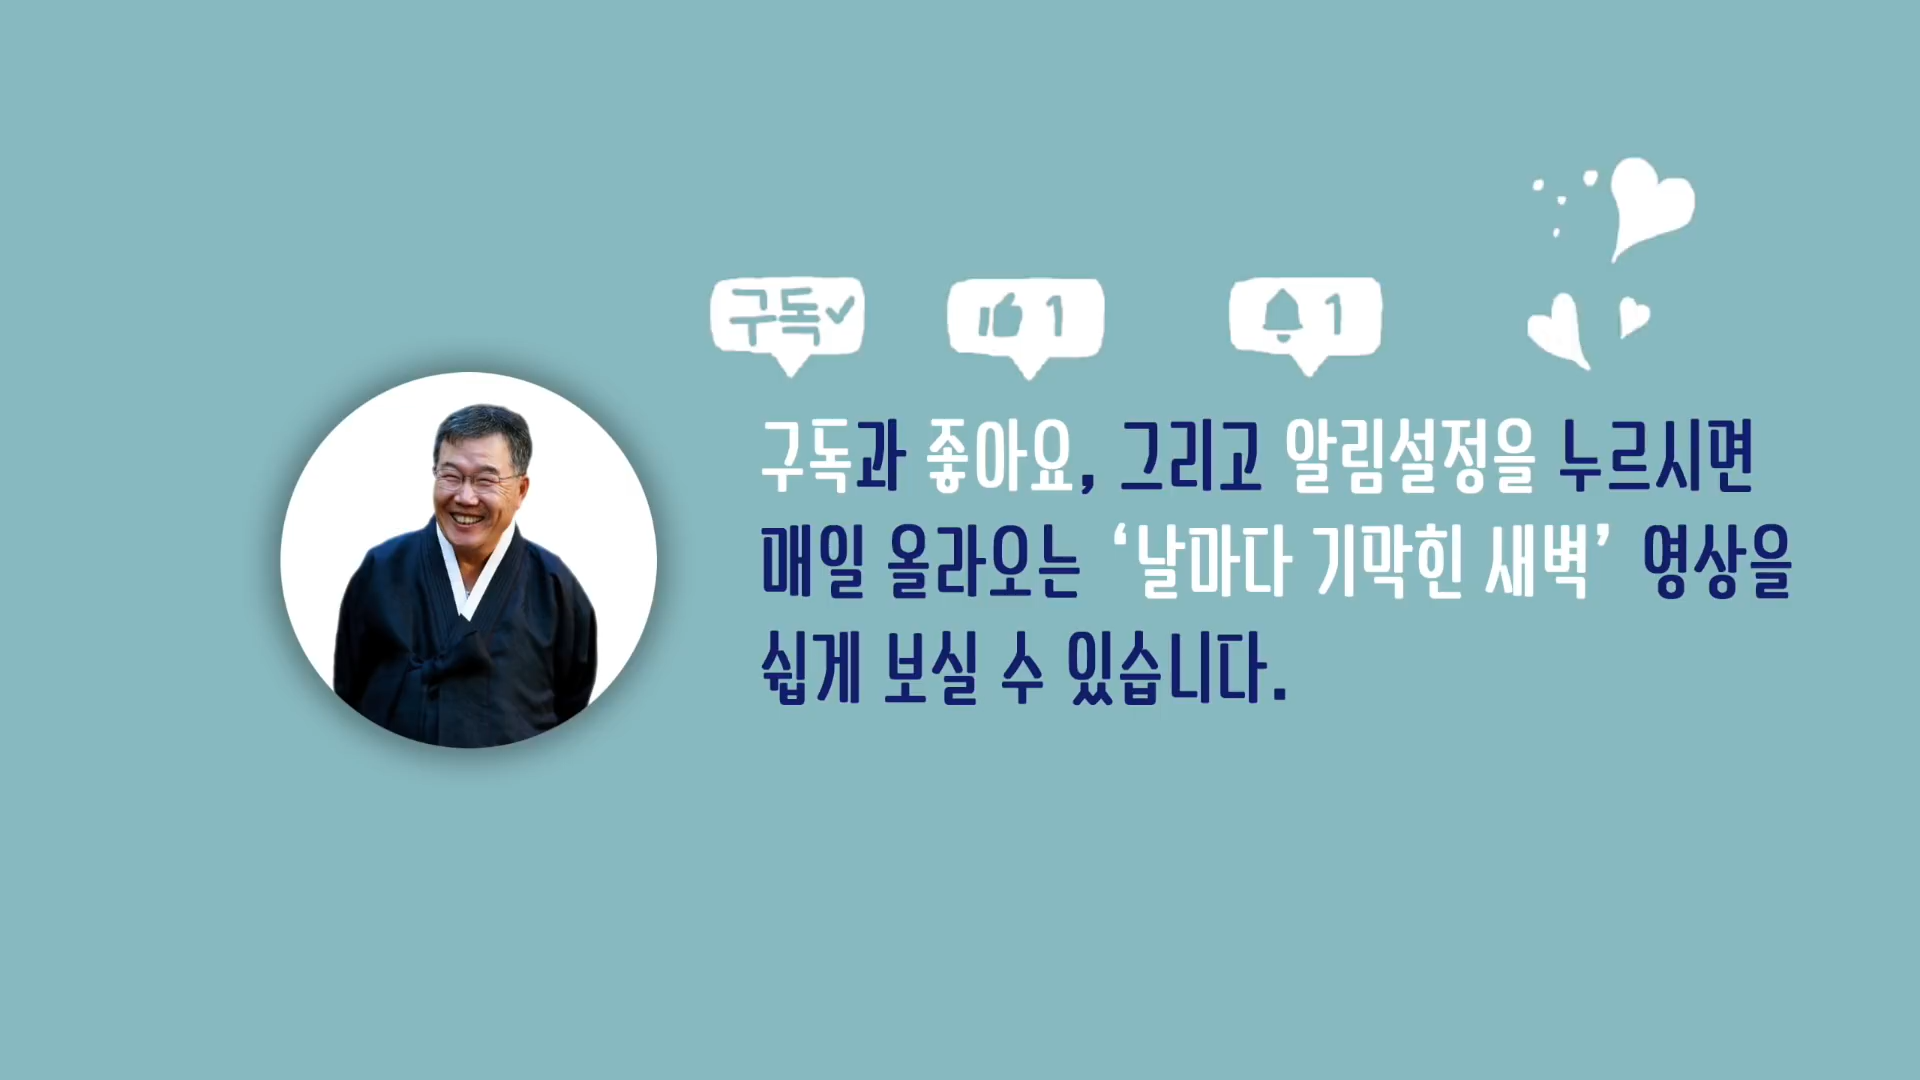 구독✓
1
1
구독과 좋아요, 그리고 알림설정을 누르시면
매일 올라오는 ‘날마다 기막힌 새벽’ 영상을
쉽게 보실 수 있습니다.